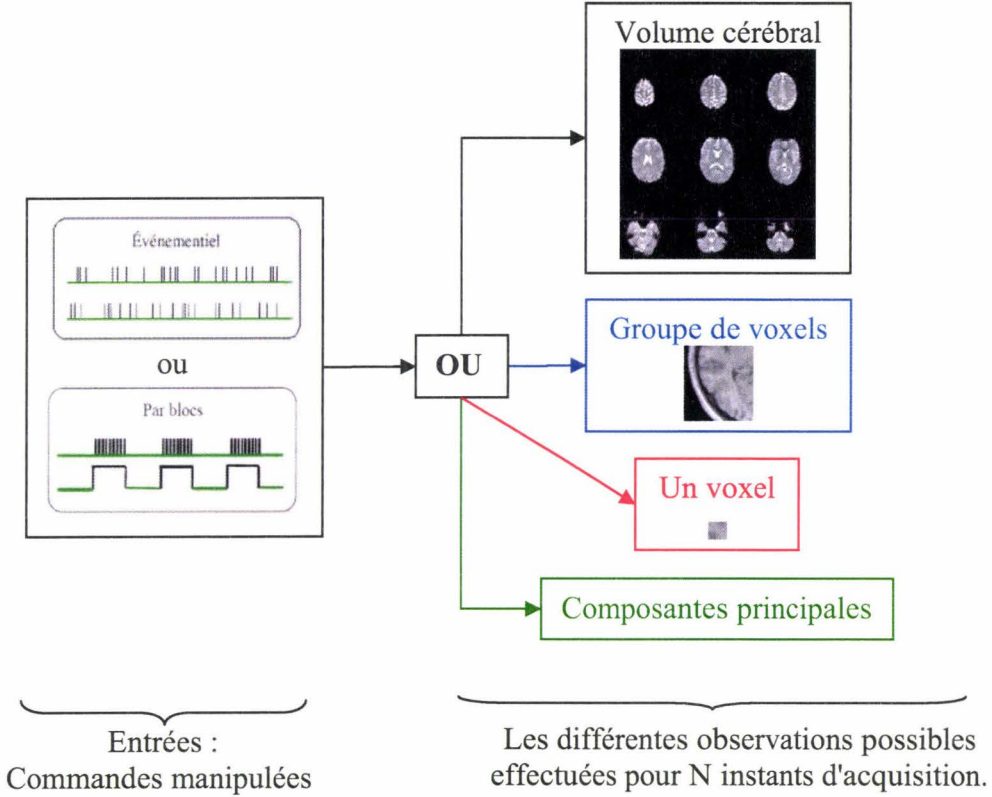 Volume cérébral
Événementiel
ou
Par blocs
OU
Groupe de voxels
Un voxel
Composantes principales
Entrées :
Commandes manipulées
Les différentes observations possibles
effectuées pour N instants d'acquisition.